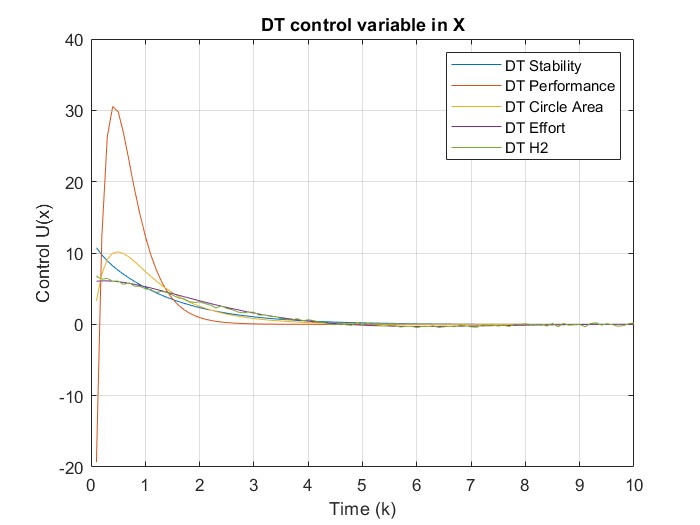 DT control variable in X
40
30
20
10
0
-10
-20
Control U(x)
DT Stability
DT Performance
DT Circle Area
DT Effort
DT H2
0 1 2 3 4 5 6 7 8 9 10
Time (k)